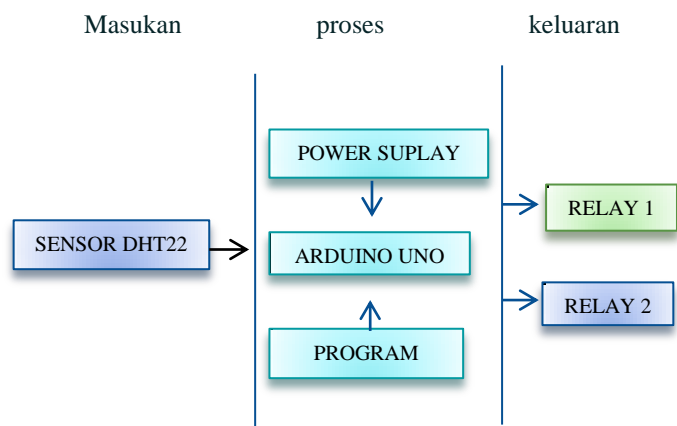 Masukan proses keluaran
POWER SUPLAY
RELAY 1
SENSOR DHT22
ARDUINO UNO
RELAY 2
PROGRAM